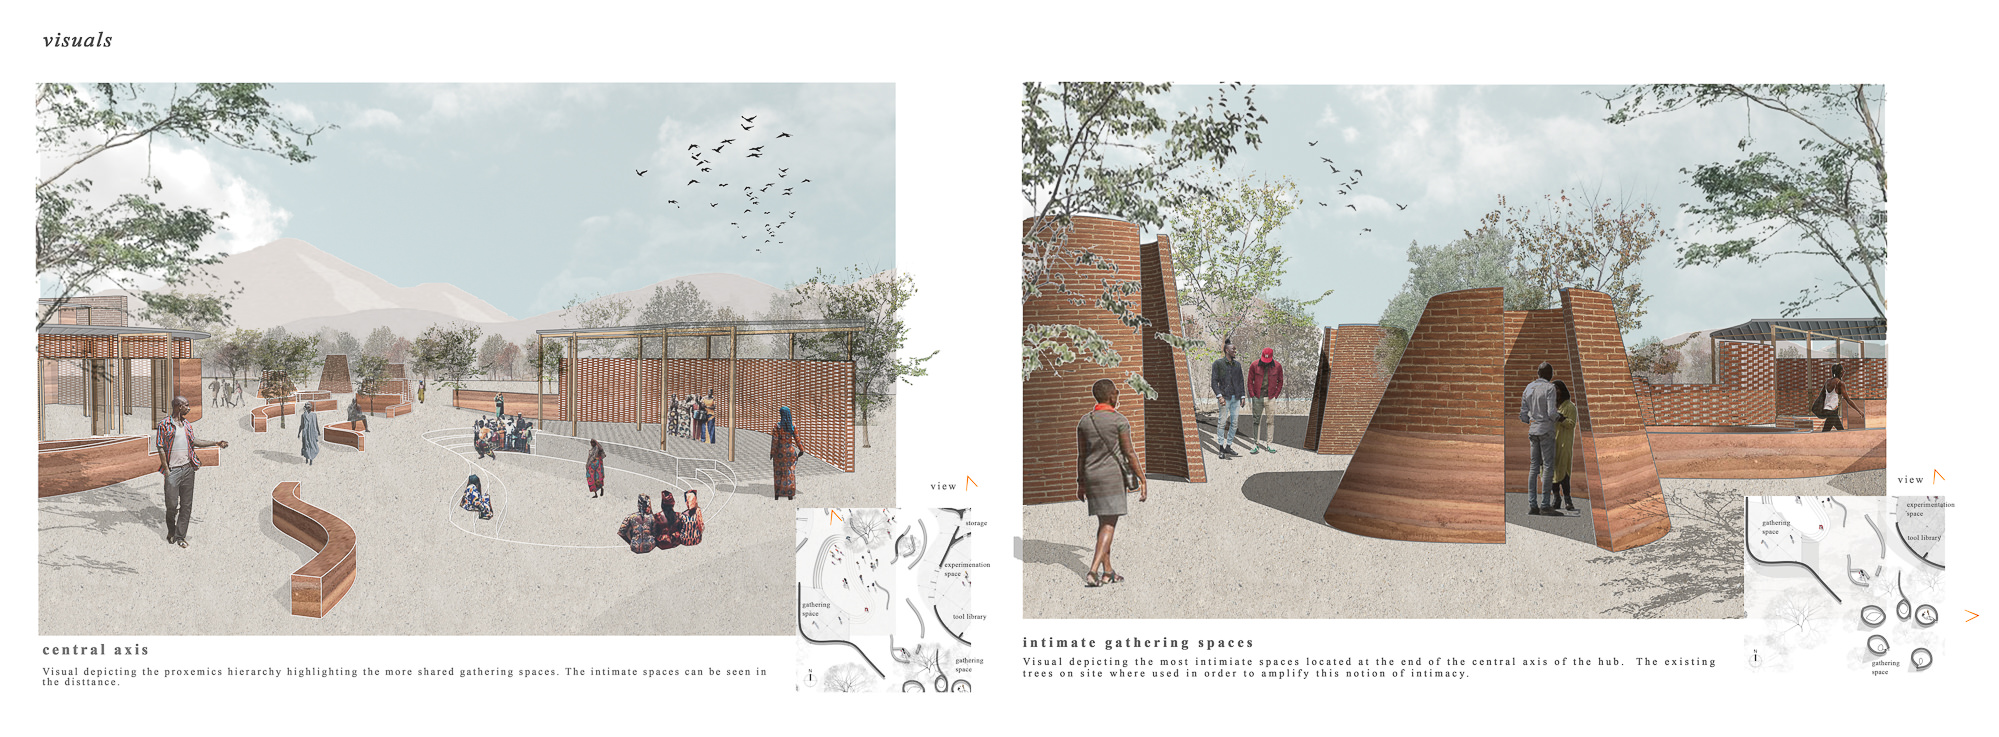 visuals
view
storage
experimenation
space
gathering
space
tool library
gathering
space
N
central axis
Visual depicting the proxemics hierarchy highlighting the more shared gathering spaces. The intimate spaces can be seen in
the disttance.
view
experimentation
space
gathering
space
tool library
gathering
space
N
intimate gathering spaces
Visual depicting the most intimiate spaces located at the end of the central axis of the hub. The existing
trees on site where used in order to amplify this notion of intimacy.